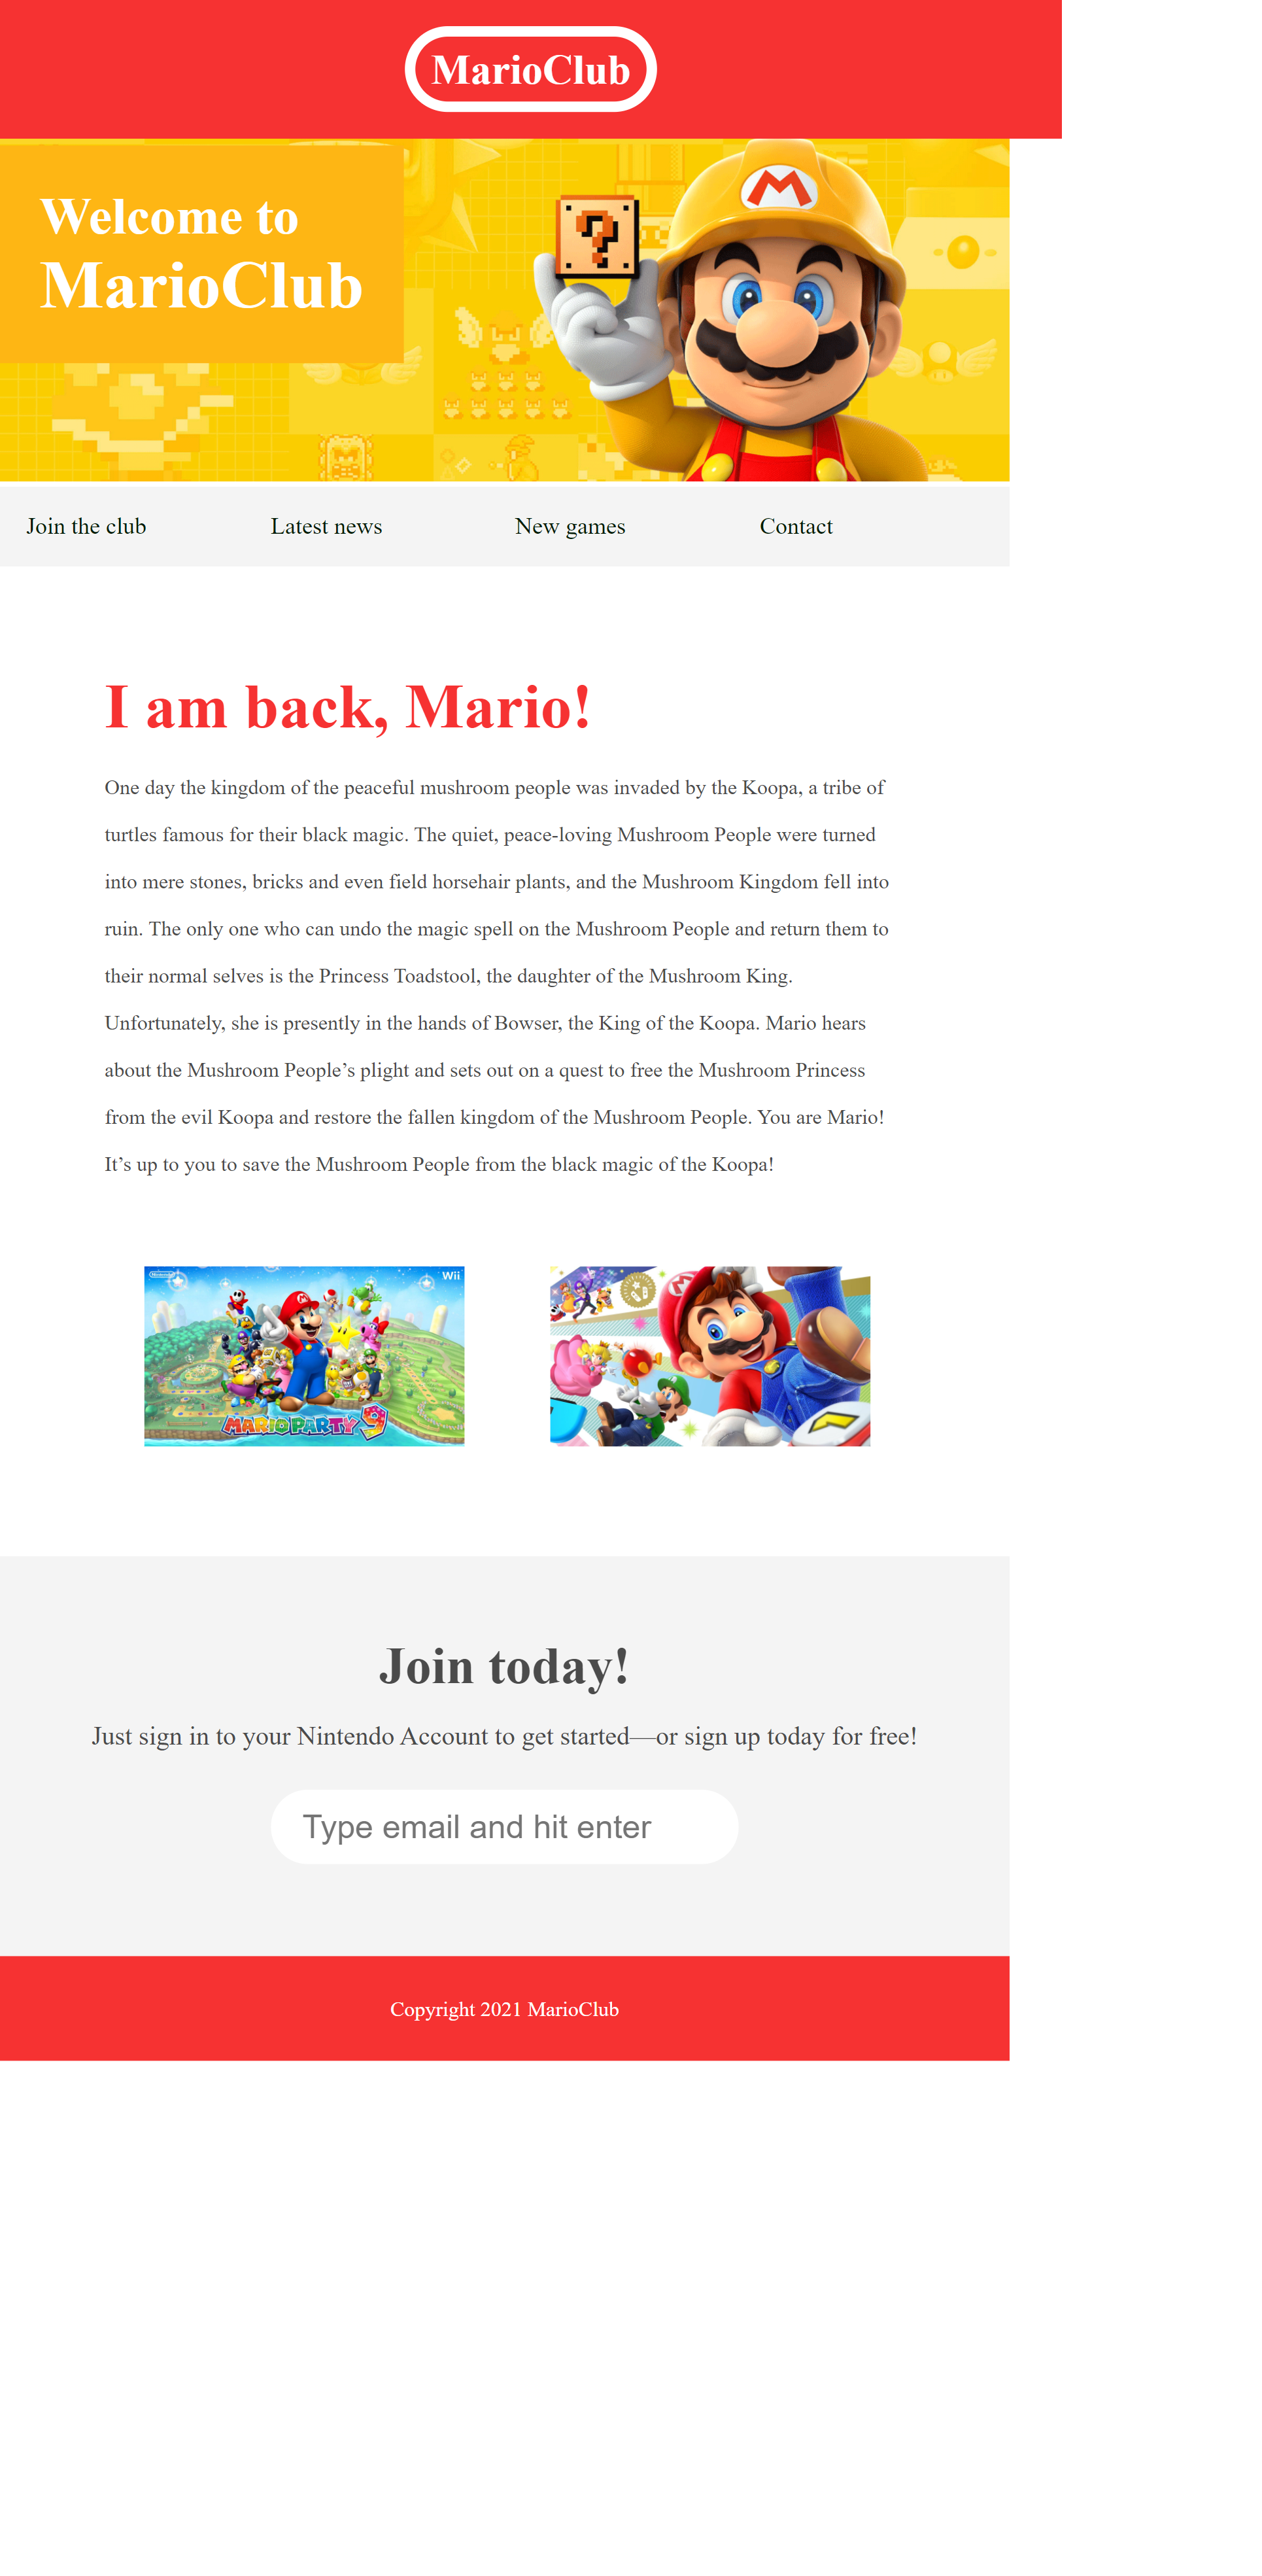 MarioClub
Welcome to
MarioClub
M
?
Join the club
Latest news
New games
Contact
I am back, Mario!
One day the kingdom of the peaceful mushroom people was invaded by the Koopa, a tribe of
turtles famous for their black magic. The quiet, peace-loving Mushroom People were turned
into mere stones, bricks and even field horsehair plants, and the Mushroom Kingdom fell into
ruin. The only one who can undo the magic spell on the Mushroom People and return them to
their normal selves is the Princess Toadstool, the daughter of the Mushroom King.
Unfortunately, she is presently in the hands of Bowser, the King of the Koopa. Mario hears
about the Mushroom People’s plight and sets out on a quest to free the Mushroom Princess
from the evil Koopa and restore the fallen kingdom of the Mushroom People. You are Mario!
It’s up to you to save the Mushroom People from the black magic of the Koopa!
Nintendo
Wii
MARIO PARTY 9
Join today!
Just sign in to your Nintendo Account to get started—or sign up today for free!
Type email and hit enter
Copyright 2021 MarioClub